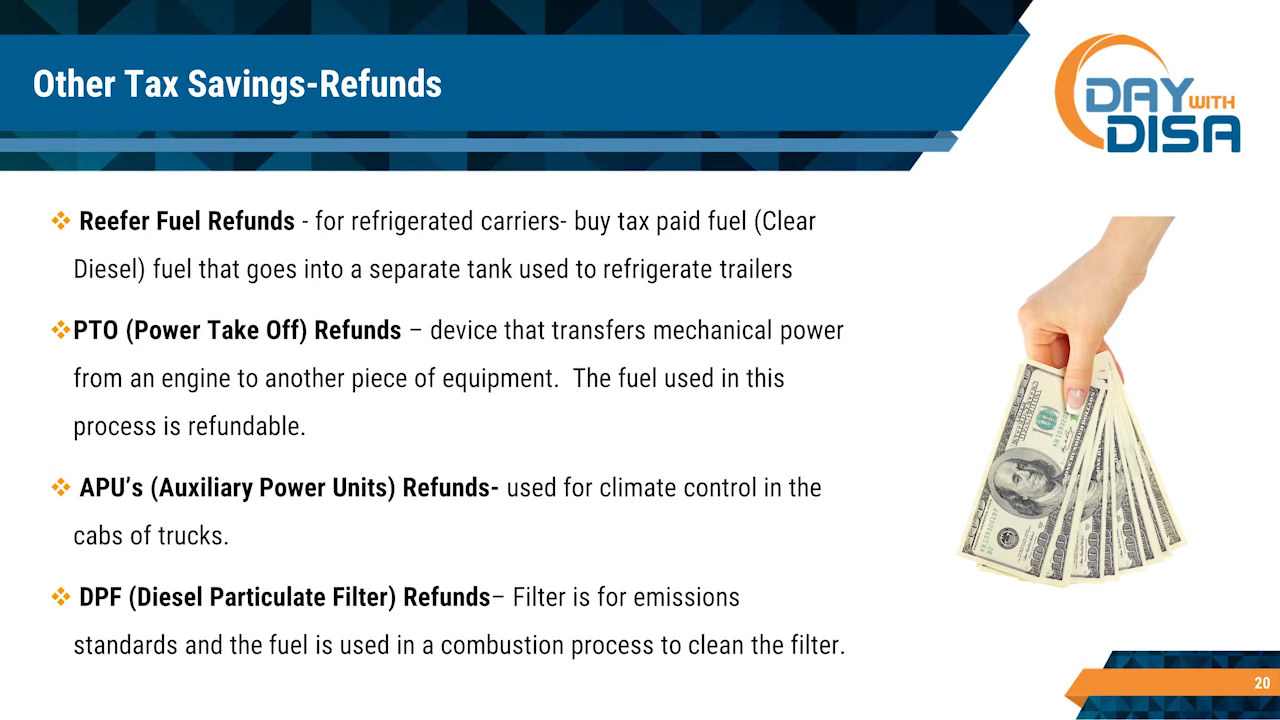 Other Tax Savings-Refunds
DAY WITH
DISA
❖ Reefer Fuel Refunds - for refrigerated carriers- buy tax paid fuel (Clear
Diesel) fuel that goes into a separate tank used to refrigerate trailers
❖PTO (Power Take Off) Refunds – device that transfers mechanical power
from an engine to another piece of equipment.  The fuel used in this
process is refundable.
❖ APU’s (Auxiliary Power Units) Refunds- used for climate control in the
cabs of trucks.
❖ DPF (Diesel Particulate Filter) Refunds– Filter is for emissions
standards and the fuel is used in a combustion process to clean the filter.
100
20